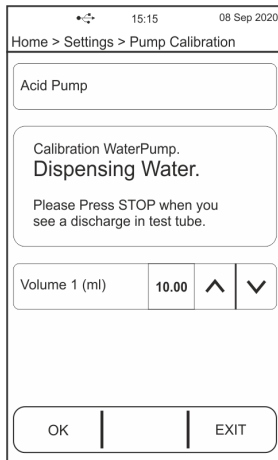 15:15 08 Sep 2020
Home > Settings > Pump Calibration
Acid Pump
Calibration WaterPump.
Dispensing Water.
Please Press STOP when you
see a discharge in test tube.
Volume 1 (ml) 10.00
OK EXIT